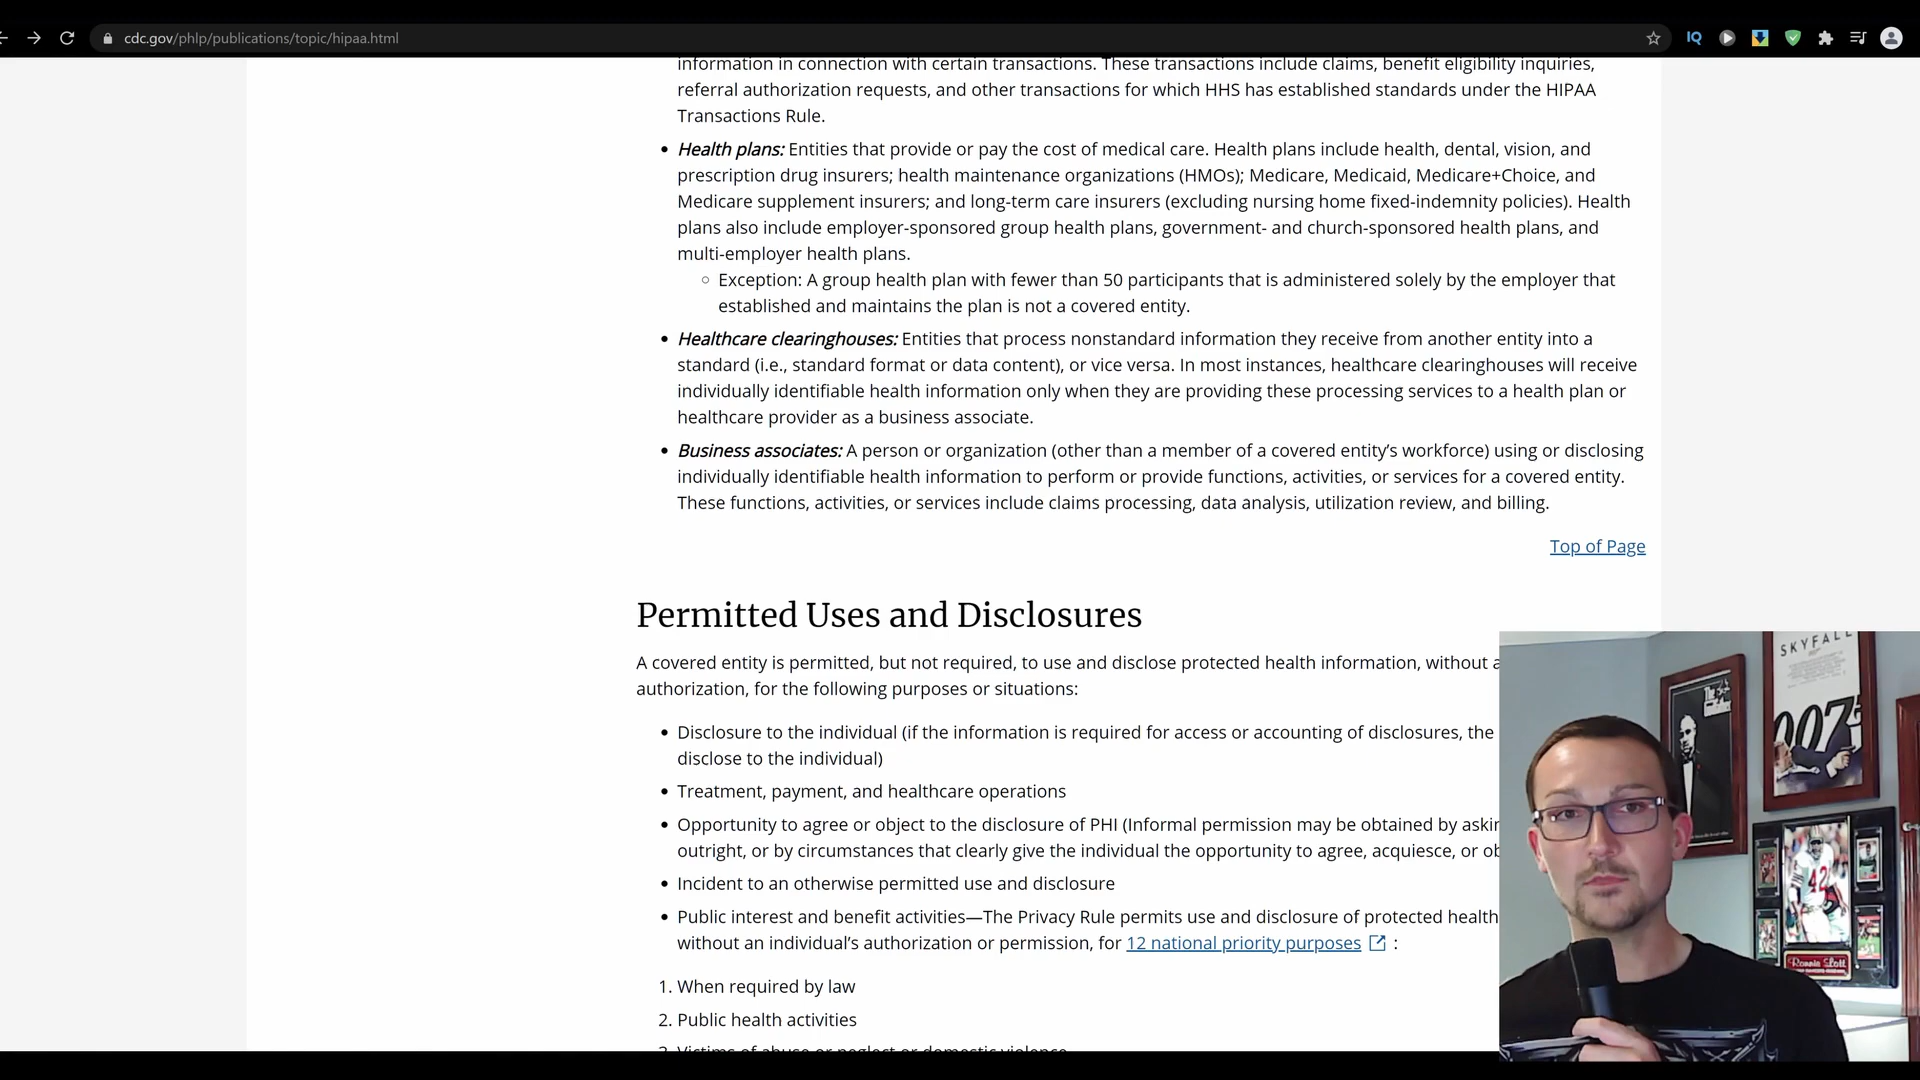 cdc.gov/phlp/publications/topic/hipaa.html
IQ
information in connection with certain transactions. These transactions include claims, benefit eligibility inquiries,
referral authorization requests, and other transactions for which HHS has established standards under the HIPAA
Transactions Rule.
• Health plans: Entities that provide or pay the cost of medical care. Health plans include health, dental, vision, and
prescription drug insurers; health maintenance organizations (HMOs); Medicare, Medicaid, Medicare+Choice, and
Medicare supplement insurers; and long-term care insurers (excluding nursing home fixed-indemnity policies). Health
plans also include employer-sponsored group health plans, government- and church-sponsored health plans, and
multi-employer health plans.
○ Exception: A group health plan with fewer than 50 participants that is administered solely by the employer that
established and maintains the plan is not a covered entity.
• Healthcare clearinghouses: Entities that process nonstandard information they receive from another entity into a
standard (i.e., standard format or data content), or vice versa. In most instances, healthcare clearinghouses will receive
individually identifiable health information only when they are providing these processing services to a health plan or
healthcare provider as a business associate.
• Business associates: A person or organization (other than a member of a covered entity’s workforce) using or disclosing
individually identifiable health information to perform or provide functions, activities, or services for a covered entity.
These functions, activities, or services include claims processing, data analysis, utilization review, and billing.
Top of Page
Permitted Uses and Disclosures
A covered entity is permitted, but not required, to use and disclose protected health information, without a
authorization, for the following purposes or situations:
• Disclosure to the individual (if the information is required for access or accounting of disclosures, the
disclose to the individual)
• Treatment, payment, and healthcare operations
• Opportunity to agree or object to the disclosure of PHI (Informal permission may be obtained by askin
outright, or by circumstances that clearly give the individual the opportunity to agree, acquiesce, or ob
• Incident to an otherwise permitted use and disclosure
• Public interest and benefit activities—The Privacy Rule permits use and disclosure of protected health
without an individual’s authorization or permission, for 12 national priority purposes :
1. When required by law
2. Public health activities
3. Victims of abuse or neglect or domestic violence
SKYFALL
007
The
42
Ronnie Lott